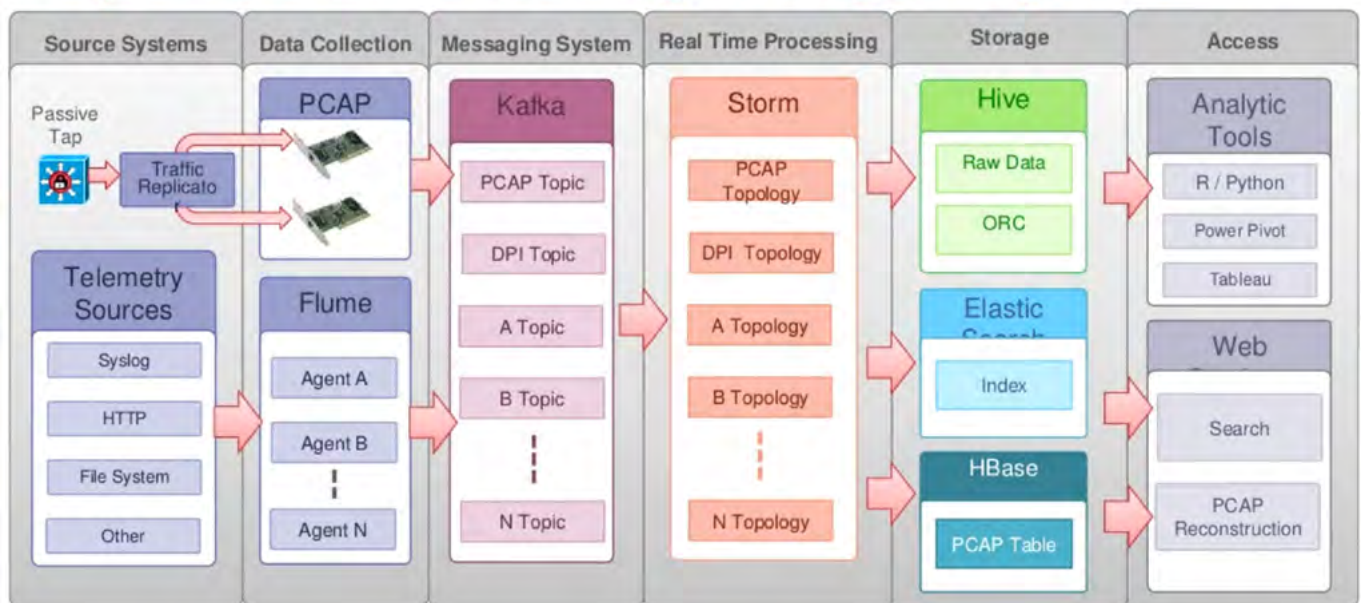 Source Systems
Data Collection
Messaging System
Real Time Processing
Storage
Access
Passive
Tap
Traffic
Replicato
r
Telemetry
Sources
Syslog
HTTP
File System
Other
PCAP
Flume
Agent A
Agent B
Agent N
Kafka
PCAP Topic
DPI Topic
A Topic
B Topic
N Topic
Storm
PCAP
Topology
DPI Topology
A Topology
B Topology
N Topology
Hive
Raw Data
ORC
Elastic
Search
Index
HBase
PCAP Table
Analytic
Tools
R / Python
Power Pivot
Tableau
Web
Search
PCAP
Reconstruction